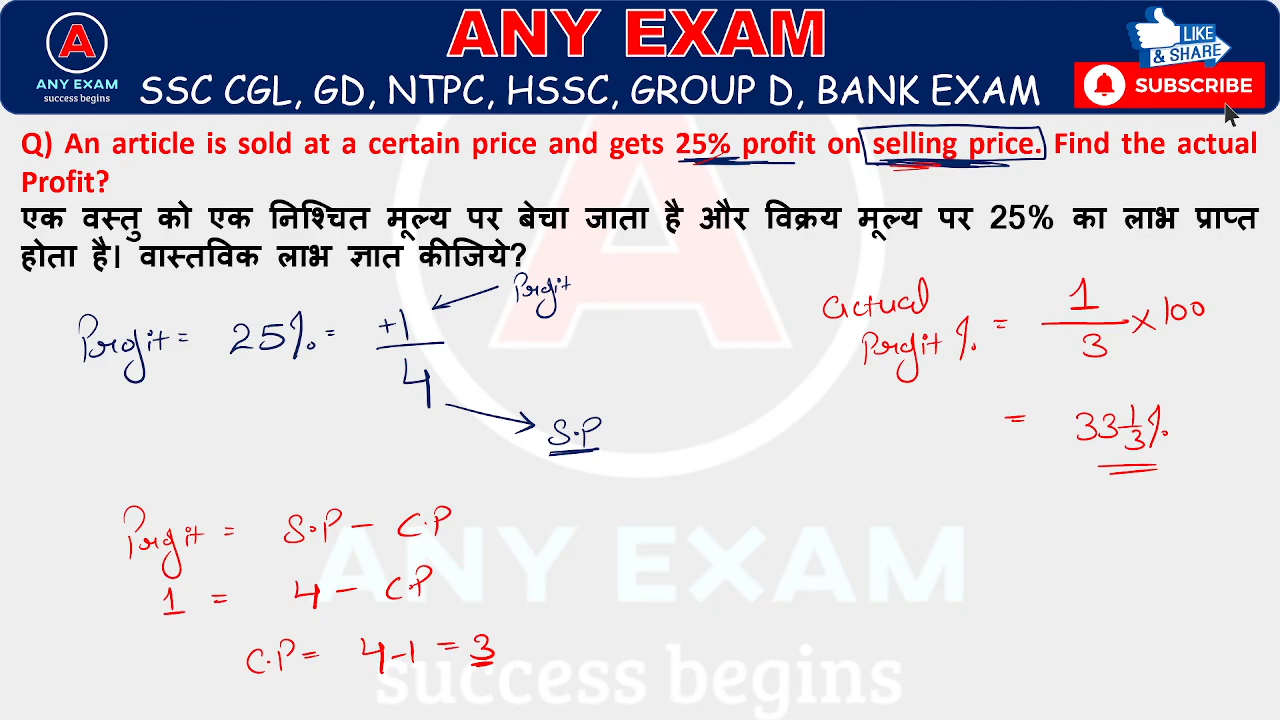 ANY EXAM
LIKE
& SHARE
A
ANY EXAM
success begins
SSC CGL, GD, NTPC, HSSC, GROUP D, BANK EXAM
SUBSCRIBE
Q) An article is sold at a certain price and gets 25% profit on selling price. Find the actual
Profit?
एक वस्तु को एक निश्चित मूल्य पर बेचा जाता है और विक्रय मूल्य पर 25% का लाभ प्राप्त
होता है। वास्तविक लाभ ज्ञात कीजिये?
Profit
Profit = 25% = +1/4
S.P
Actual
Profit % = 1/3 × 100
= 33 1/3 %
Profit = S.P - C.P
1 = 4 - C.P
C.P = 4-1 = 3
ANY EXAM
success begins